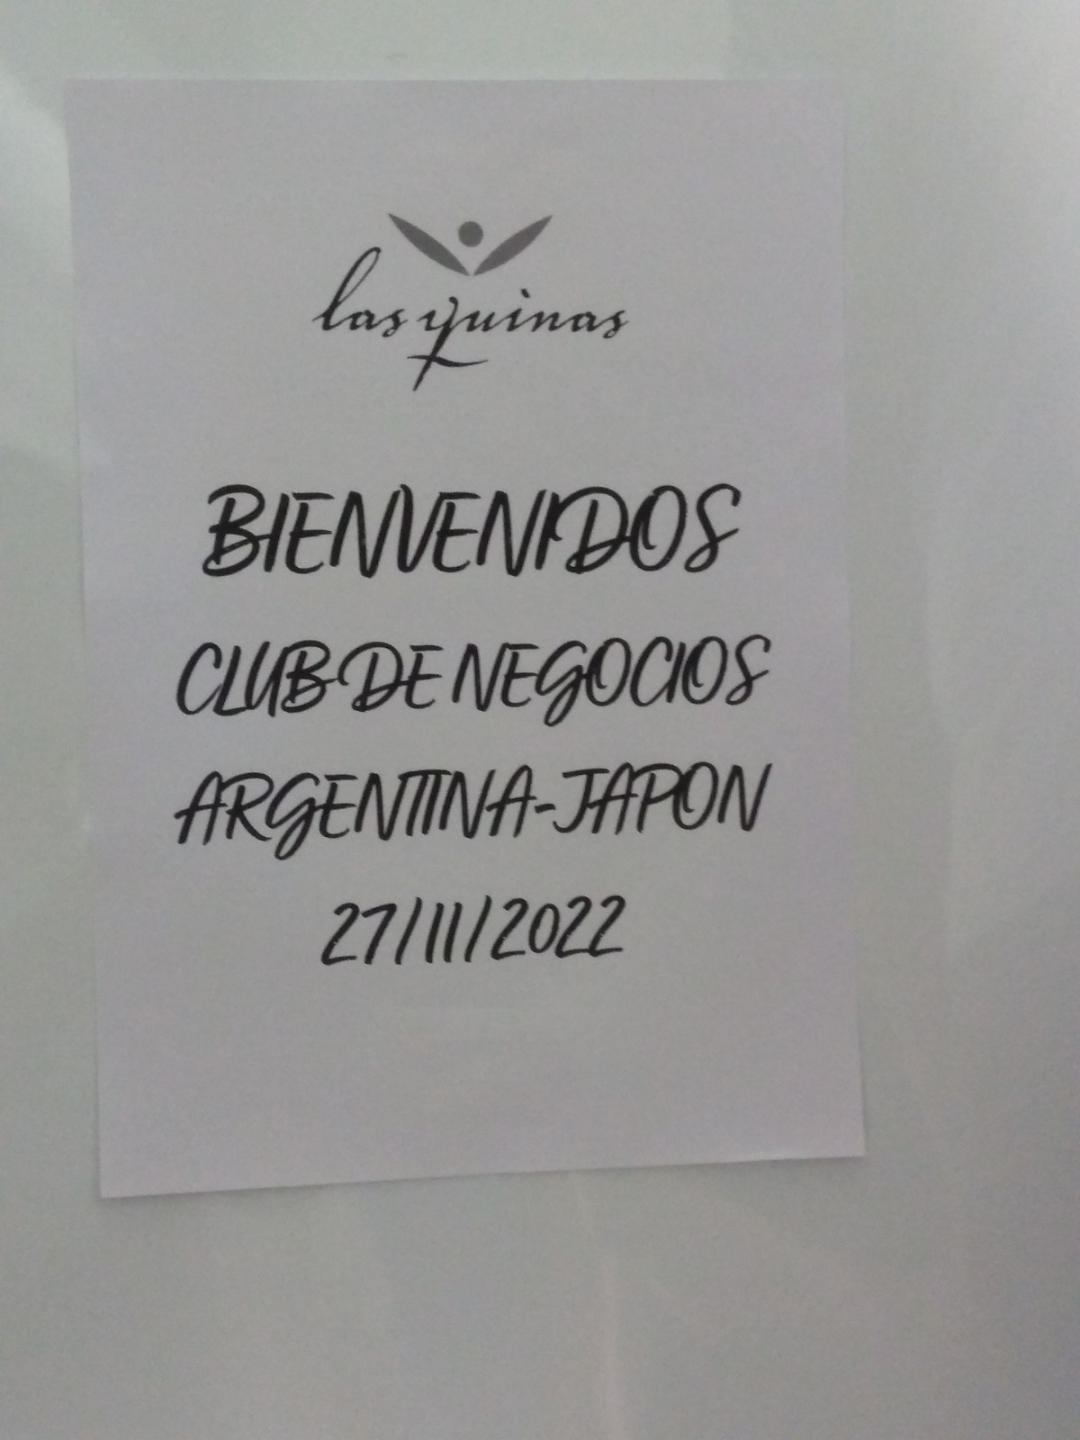 las quinas
BIENVENIDOS
CLUB DE NEGOCIOS
ARGENTINA-JAPON
27/11/2022